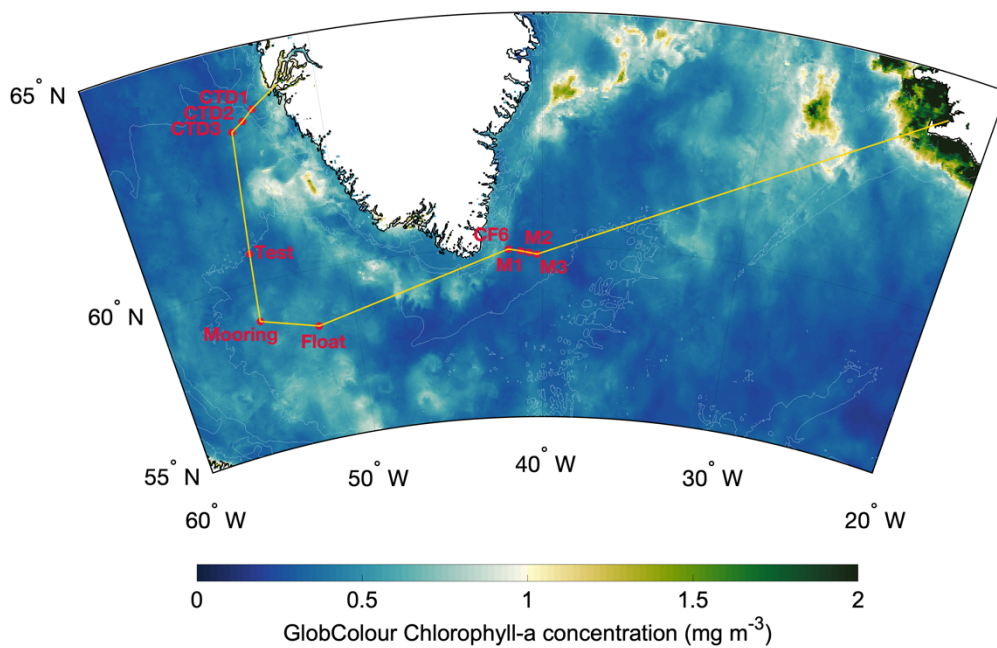 65° N
CTD1
CTD2
CTD3
CF6
M2
Test
M1
M3
60° N
Mooring
Float
55° N
50° W
40° W
30° W
60° W
20° W
0
0.5
1
1.5
2
GlobColour Chlorophyll-a concentration (mg m⁻³)